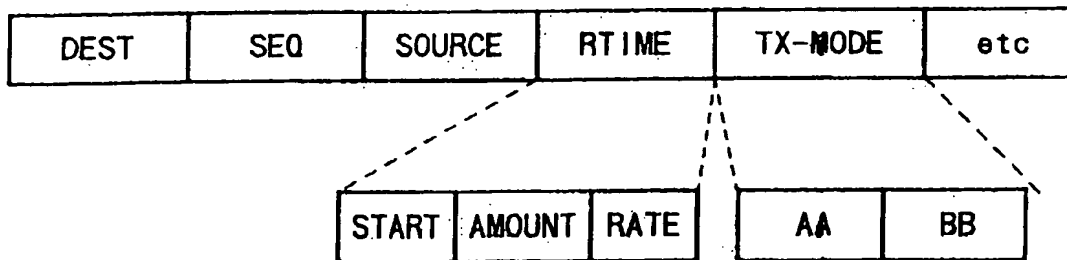 DEST SEQ SOURCE RTIME TX-MODE etc
START AMOUNT RATE AA BB